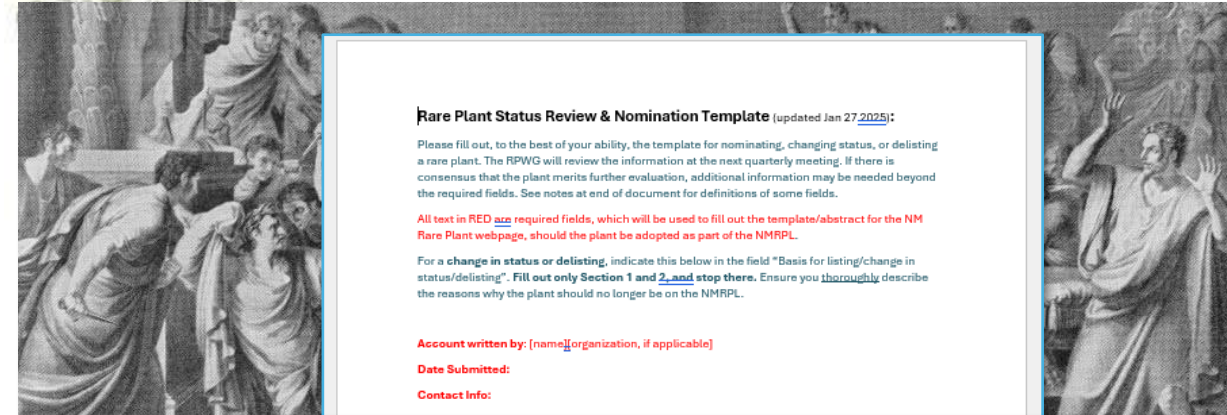 Rare Plant Status Review & Nomination Template (updated Jan 27,2025):
Please fill out, to the best of your ability, the template for nominating, changing status, or delisting
a rare plant. The RPWG will review the information at the next quarterly meeting. If there is
consensus that the plant merits further evaluation, additional information may be needed beyond
the required fields. See notes at end of document for definitions of some fields.
All text in RED are required fields, which will be used to fill out the template/abstract for the NM
Rare Plant webpage, should the plant be adopted as part of the NMRPL.
For a change in status or delisting, indicate this below in the field "Basis for listing/change in
status/delisting". Fill out only Section 1 and 2, and stop there. Ensure you thoroughly describe
the reasons why the plant should no longer be on the NMRPL.
Account written by: [name][organization, if applicable]
Date Submitted:
Contact Info: